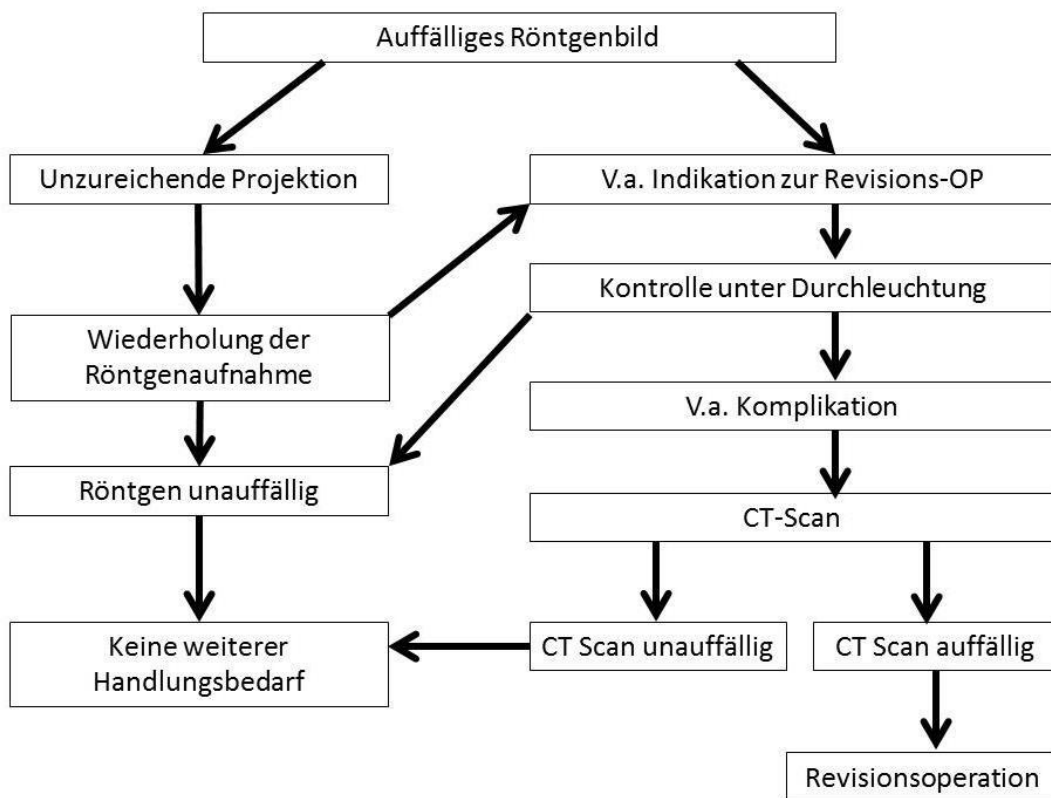 Auffälliges Röntgenbild
Unzureichende Projektion
V.a. Indikation zur Revisions-OP
Kontrolle unter Durchleuchtung
Wiederholung der
Röntgenaufnahme
V.a. Komplikation
Röntgen unauffällig
CT-Scan
Keine weiterer
Handlungsbedarf
CT Scan unauffällig
CT Scan auffällig
Revisionsoperation